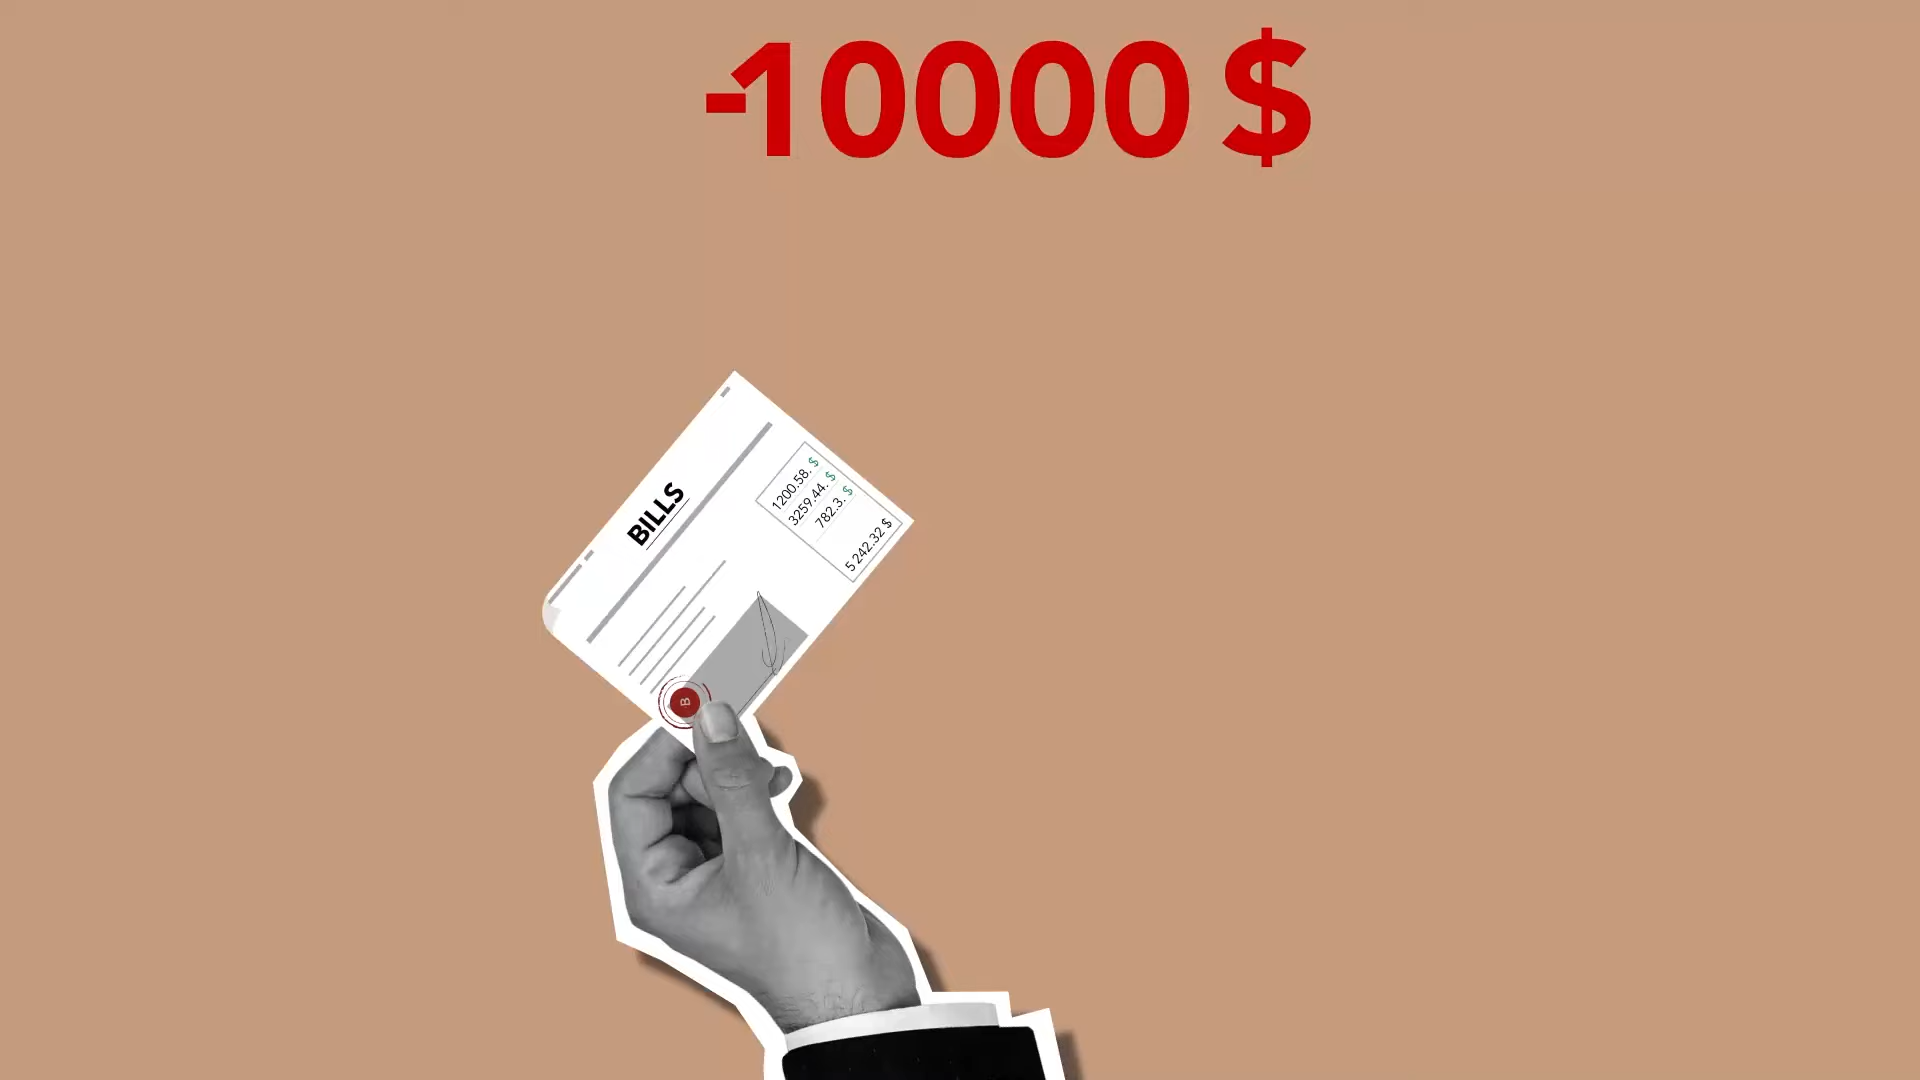 -10000 $
BILLS
1200.58. $
3259.44. $
782.3. $
5 242.32 $
B